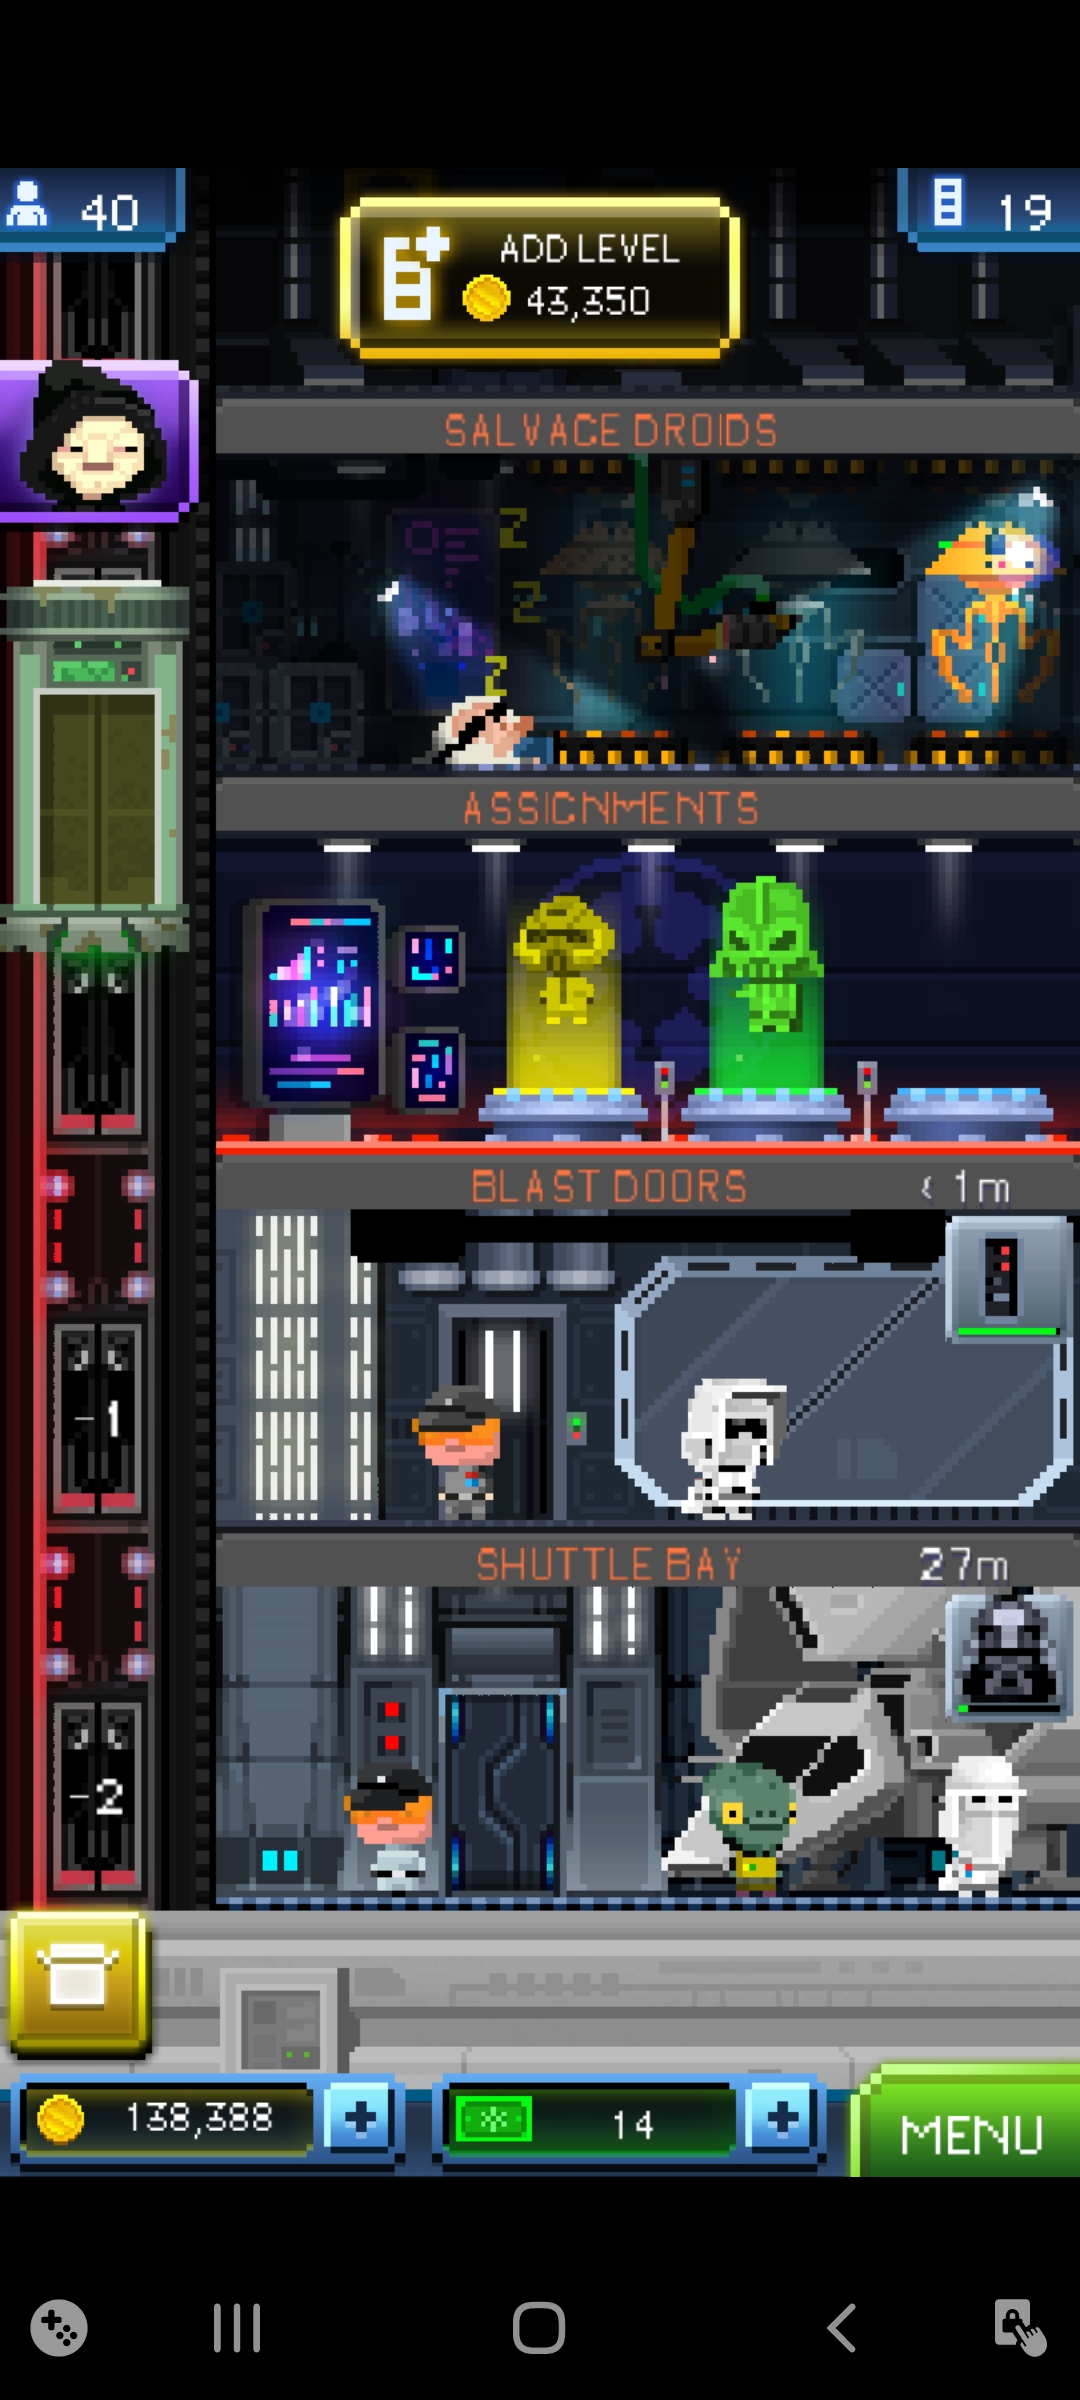 40
ADD LEVEL
43,350
19
SALVAGE DROIDS
Z
Z
Z
ASSIGNMENTS
BLAST DOORS < 1m
-1
SHUTTLE BAY 27m
-2
138,388
14
MENU